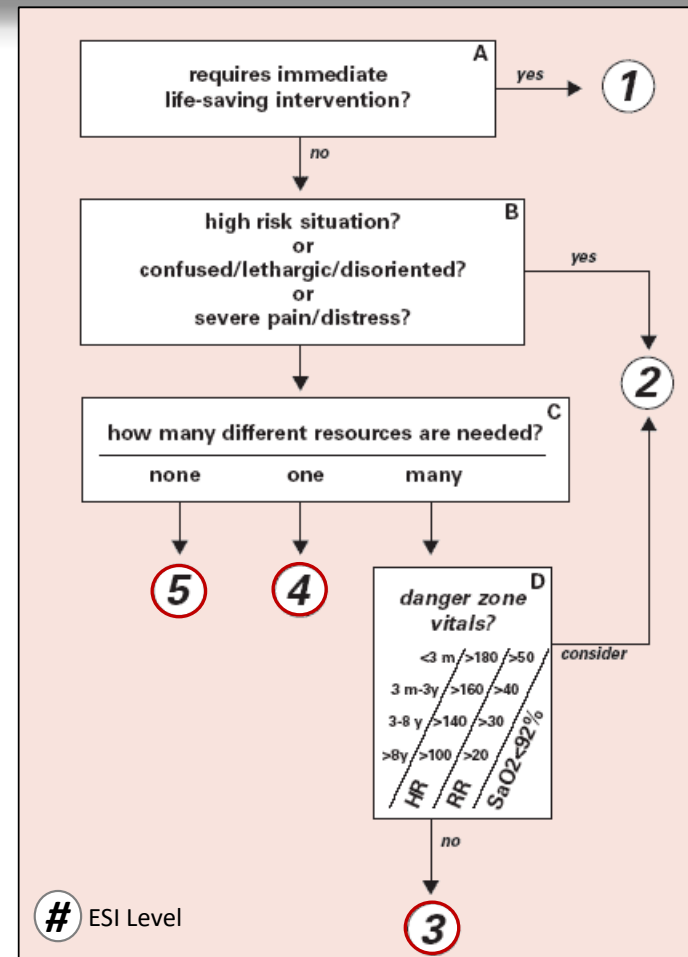 A
requires immediate
life-saving intervention?
yes
1
no
B
high risk situation?
or
confused/lethargic/disoriented?
or
severe pain/distress?
yes
2
C
how many different resources are needed?
none one many
5
4
D
danger zone
vitals?
<3 m >180 >50
3 m-3y >160 >40
3-8 y >140 >30
>8y >100 >20
HR RR SaO2<92%
consider
no
3
# ESI Level